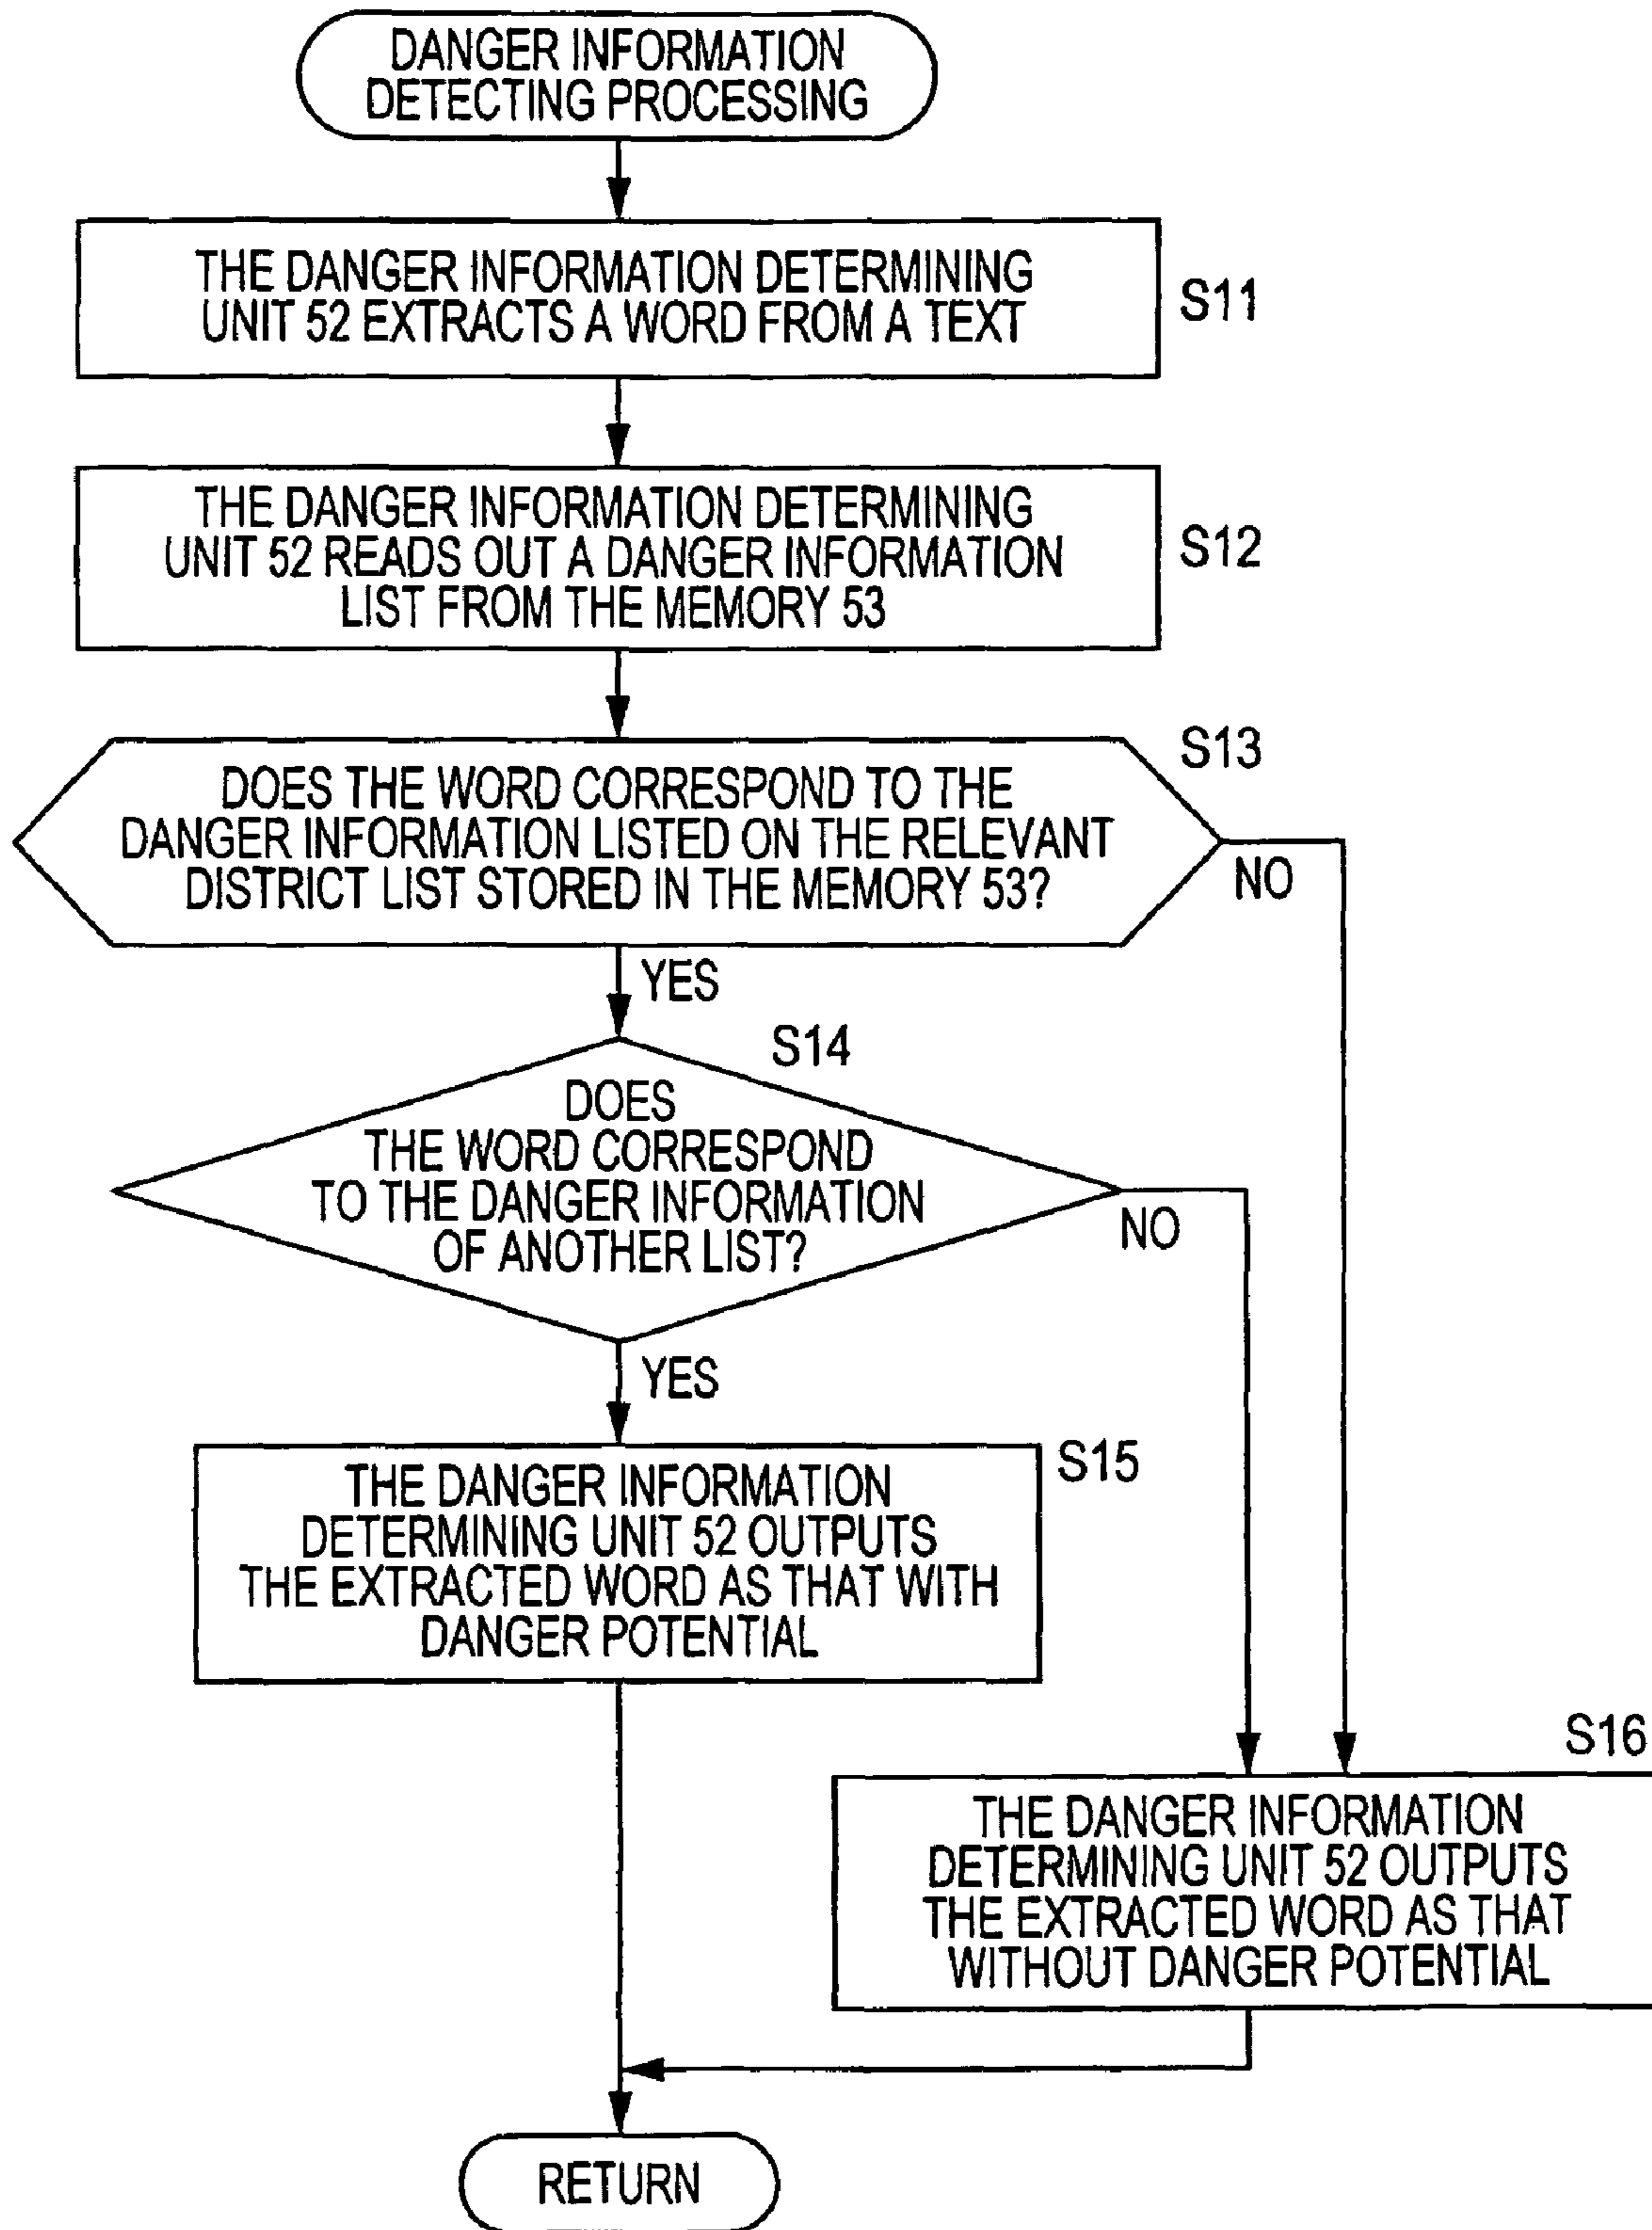 DANGER INFORMATION
DETECTING PROCESSING
THE DANGER INFORMATION DETERMINING
UNIT 52 EXTRACTS A WORD FROM A TEXT
S11
THE DANGER INFORMATION DETERMINING
UNIT 52 READS OUT A DANGER INFORMATION
LIST FROM THE MEMORY 53
S12
S13
DOES THE WORD CORRESPOND TO THE
DANGER INFORMATION LISTED ON THE RELEVANT
DISTRICT LIST STORED IN THE MEMORY 53?
NO
YES
S14
DOES
THE WORD CORRESPOND
TO THE DANGER INFORMATION
OF ANOTHER LIST?
NO
YES
S15
THE DANGER INFORMATION
DETERMINING UNIT 52 OUTPUTS
THE EXTRACTED WORD AS THAT WITH
DANGER POTENTIAL
S16
THE DANGER INFORMATION
DETERMINING UNIT 52 OUTPUTS
THE EXTRACTED WORD AS THAT
WITHOUT DANGER POTENTIAL
RETURN